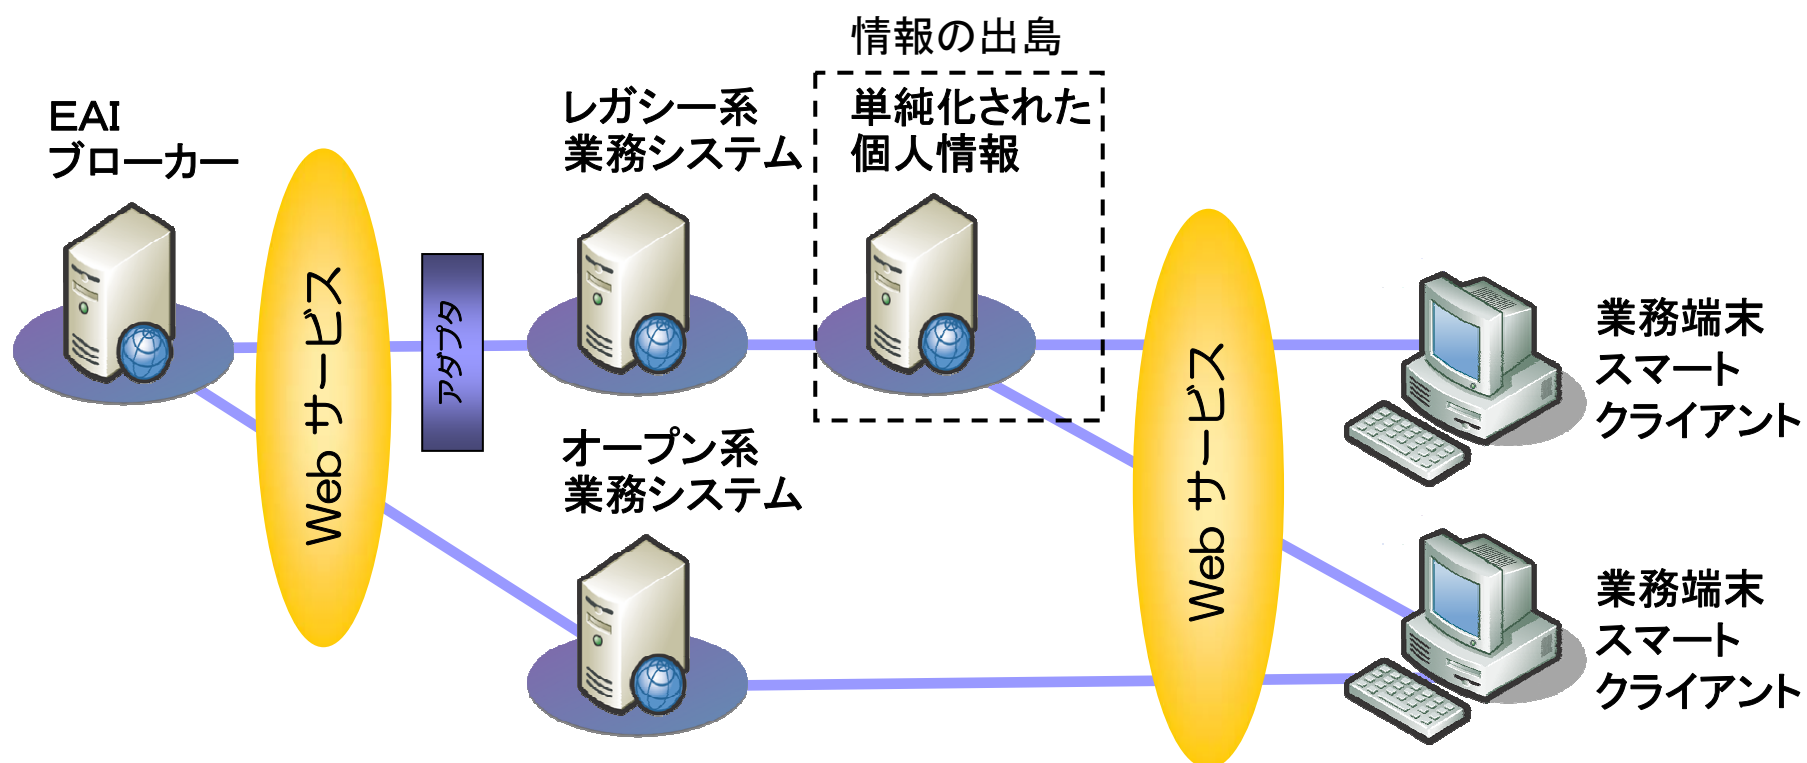 情報の出島
EAI
ブローカー
レガシー系
業務システム
単純化された
個人情報
Web サービス
アダプタ
オープン系
業務システム
Web サービス
業務端末
スマート
クライアント
業務端末
スマート
クライアント